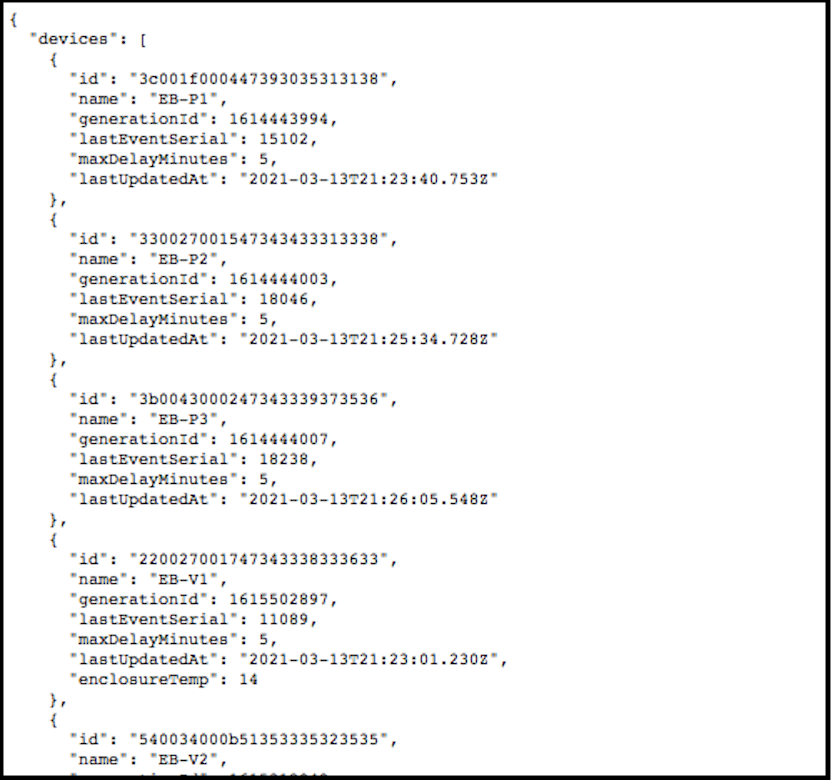 {
"devices": [
{
"id": "3c001f000447393035313138",
"name": "EB-P1",
"generationId": 1614443994,
"lastEventSerial": 15102,
"maxDelayMinutes": 5,
"lastUpdatedAt": "2021-03-13T21:23:40.753Z"
},
{
"id": "330027001547343433313338",
"name": "EB-P2",
"generationId": 1614444003,
"lastEventSerial": 18046,
"maxDelayMinutes": 5,
"lastUpdatedAt": "2021-03-13T21:25:34.728Z"
},
{
"id": "3b0043000247343339373536",
"name": "EB-P3",
"generationId": 1614444007,
"lastEventSerial": 18238,
"maxDelayMinutes": 5,
"lastUpdatedAt": "2021-03-13T21:26:05.548Z"
},
{
"id": "220027001747343338333633",
"name": "EB-V1",
"generationId": 1615502897,
"lastEventSerial": 11089,
"maxDelayMinutes": 5,
"lastUpdatedAt": "2021-03-13T21:23:01.230Z",
"enclosureTemp": 14
},
{
"id": "540034000b51353335323535",
"name": "EB-V2",